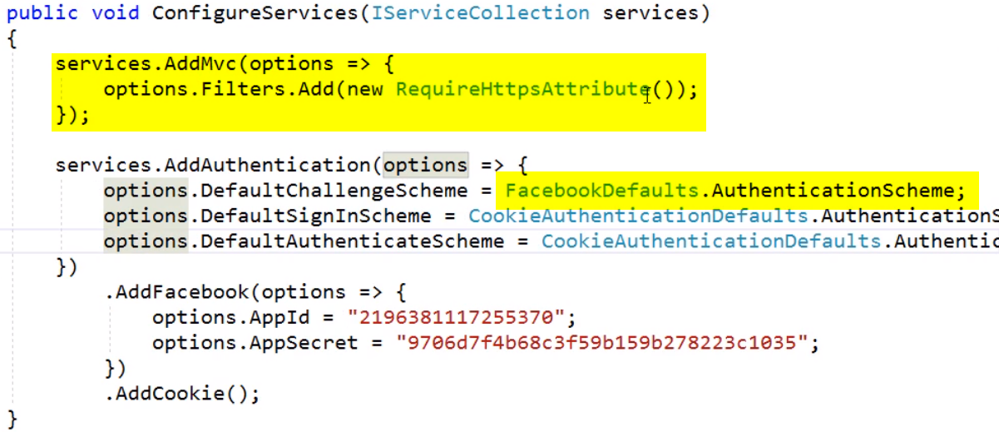 public void ConfigureServices(IServiceCollection services)
{
    services.AddMvc(options => {
        options.Filters.Add(new RequireHttpsAttribute());
    });
    services.AddAuthentication(options => {
        options.DefaultChallengeScheme = FacebookDefaults.AuthenticationScheme;
        options.DefaultSignInScheme = CookieAuthenticationDefaults.AuthenticationS
        options.DefaultAuthenticateScheme = CookieAuthenticationDefaults.Authentic
    })
        .AddFacebook(options => {
            options.AppId = "2196381117255370";
            options.AppSecret = "9706d7f4b68c3f59b159b278223c1035";
        })
        .AddCookie();
}